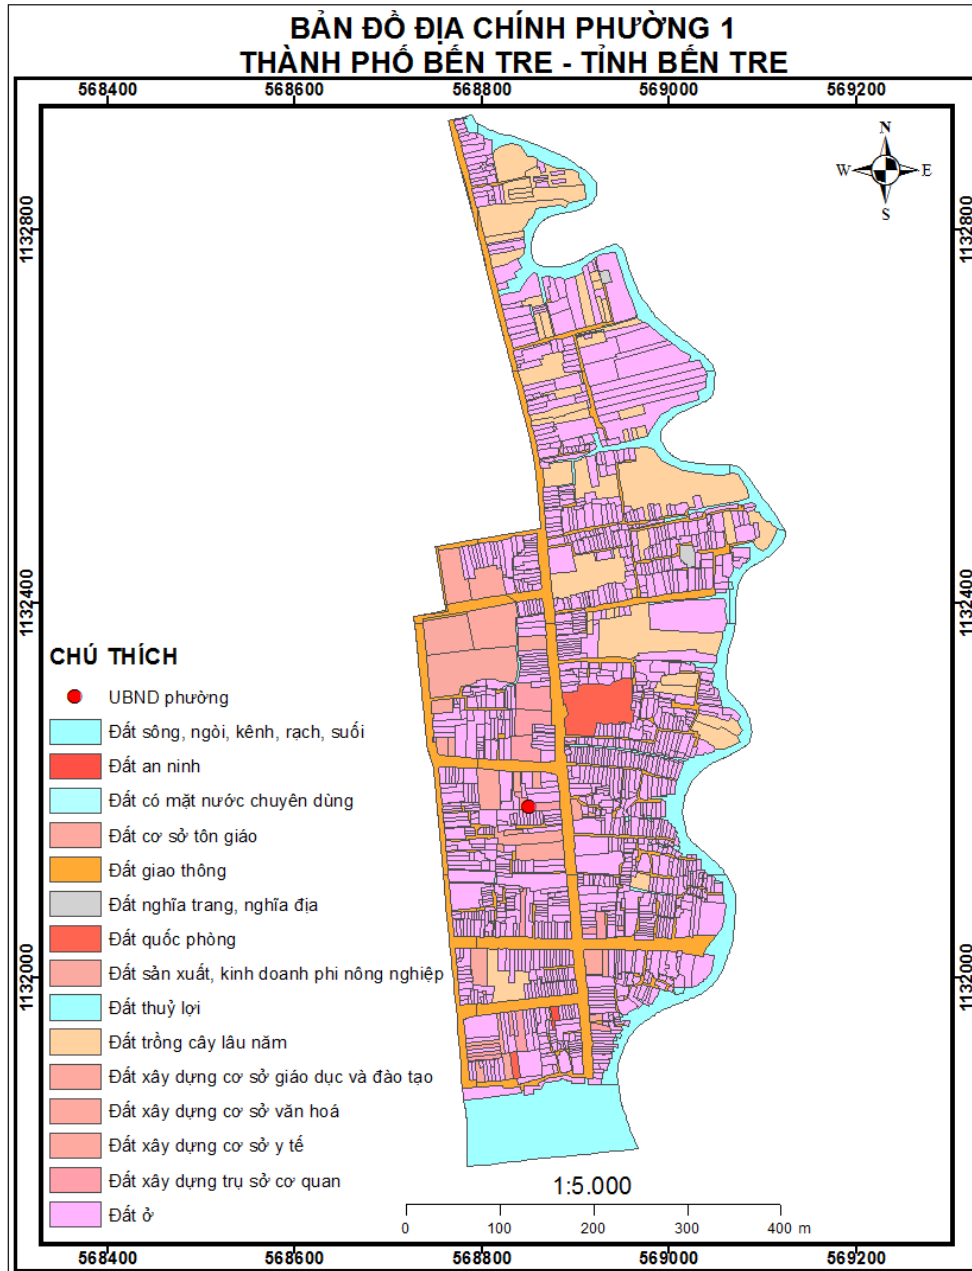 BẢN ĐỒ ĐỊA CHÍNH PHƯỜNG 1
THÀNH PHỐ BẾN TRE - TỈNH BẾN TRE
568400 568600 568800 569000 569200
N
W E
S
1132800 1132800
1132400 1132400
CHÚ THÍCH
UBND phường
Đất sông, ngòi, kênh, rạch, suối
Đất an ninh
Đất có mặt nước chuyên dùng
Đất cơ sở tôn giáo
Đất giao thông
Đất nghĩa trang, nghĩa địa
Đất quốc phòng
Đất sản xuất, kinh doanh phi nông nghiệp
1132000 1132000
Đất thuỷ lợi
Đất trồng cây lâu năm
Đất xây dựng cơ sở giáo dục và đào tạo
Đất xây dựng cơ sở văn hoá
Đất xây dựng cơ sở y tế
Đất xây dựng trụ sở cơ quan
Đất ở
1:5.000
0 100 200 300 400 m
568400 568600 568800 569000 569200